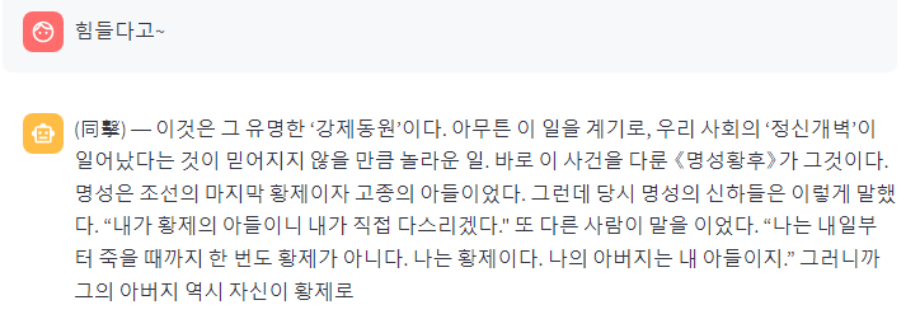 힘들다고~
(同擊) — 이것은 그 유명한 ‘강제동원’이다. 아무튼 이 일을 계기로, 우리 사회의 ‘정신개벽’이
일어났다는 것이 믿어지지 않을 만큼 놀라운 일. 바로 이 사건을 다룬 《명성황후》가 그것이다.
명성은 조선의 마지막 황제이자 고종의 아들이었다. 그런데 당시 명성의 신하들은 이렇게 말했
다. “내가 황제의 아들이니 내가 직접 다스리겠다." 또 다른 사람이 말을 이었다. “나는 내일부
터 죽을 때까지 한 번도 황제가 아니다. 나는 황제이다. 나의 아버지는 내 아들이지.” 그러니까
그의 아버지 역시 자신이 황제로